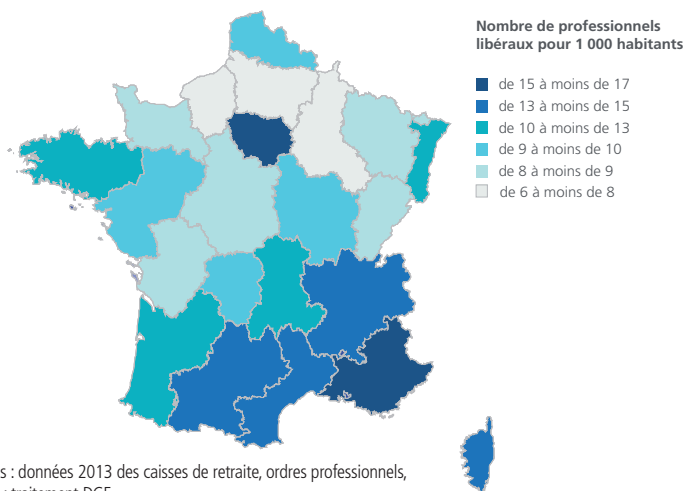 Nombre de professionnels
libéraux pour 1 000 habitants
de 15 à moins de 17
de 13 à moins de 15
de 10 à moins de 13
de 9 à moins de 10
de 8 à moins de 9
de 6 à moins de 8
s : données 2013 des caisses de retraite, ordres professionnels,
traitement DGE